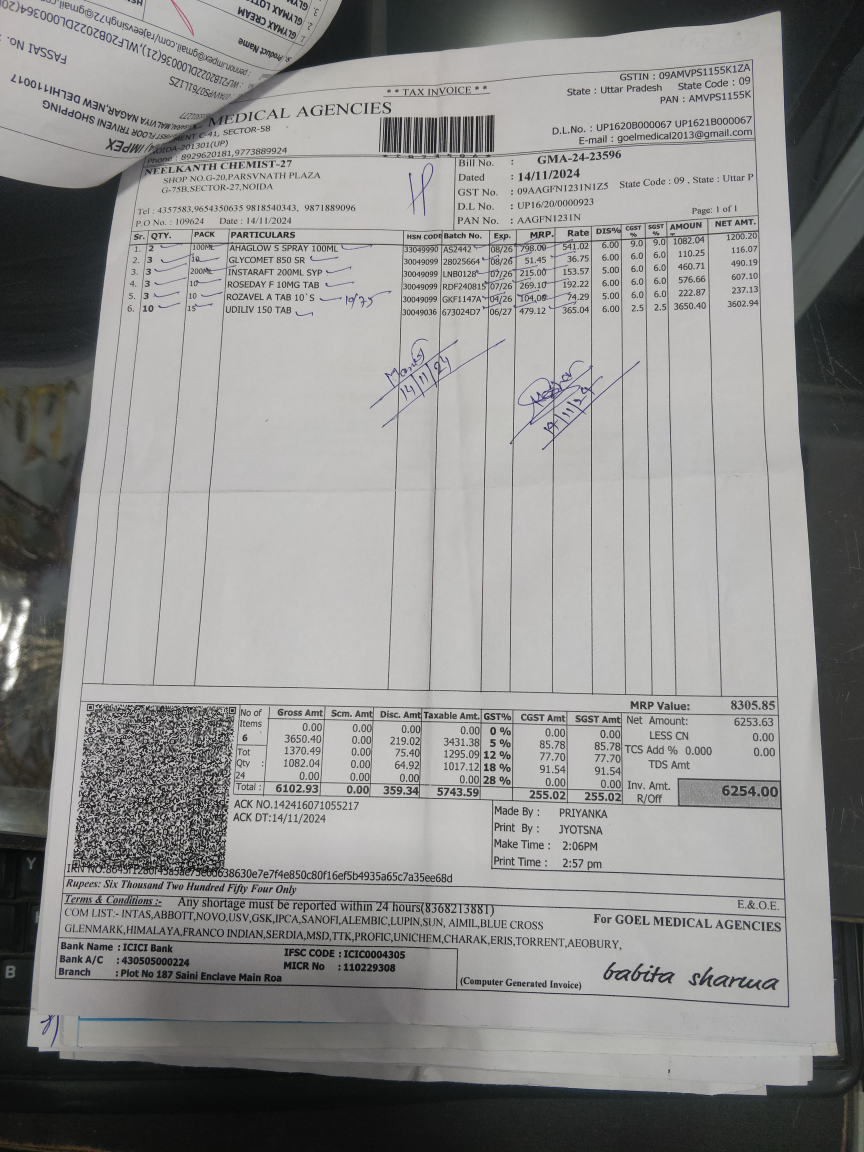 GLYMAX CREAM
Sr. Product Name
FASSAI No.
IMPEX
** TAX INVOICE **
GSTIN : 09AMVPS1155K1ZA
State : Uttar Pradesh State Code : 09
PAN : AMVPS1155K
MEDICAL AGENCIES
C-41, SECTOR-58
NOIDA-201301(UP)
Phone : 8929620181,9773889924
D.L.No. : UP1620B000067 UP1621B000067
E-mail : goelmedical2013@gmail.com
NEELKANTH CHEMIST-27
SHOP NO.G-20,PARSVNATH PLAZA
G-75B,SECTOR-27,NOIDA
Tel : 4357583,9654350635 9818540343, 9871889096
P.O No. : 109624 Date : 14/11/2024
Bill No. : GMA-24-23596
Dated : 14/11/2024
GST No. : 09AAGFN1231N1Z5 State Code : 09 , State : Uttar P
D.L No. : UP16/20/0000923
PAN No. : AAGFN1231N
Page: 1 of 1
Sr. QTY. PACK PARTICULARS HSN CODE Batch No. Exp. MRP. Rate DIS% CGST % SGST % AMOUN NET AMT.
1. 2 100ML AHAGLOW S SPRAY 100ML 33049990 AS2442 08/26 798.00 541.02 6.00 9.0 9.0 1082.04 1200.20
2. 3 10 GLYCOMET 850 SR 30049099 28025664 08/26 51.45 36.75 6.00 6.0 6.0 110.25 116.07
3. 3 200ML INSTARAFT 200ML SYP 30049099 LNB0128 07/26 215.00 153.57 5.00 6.0 6.0 460.71 490.19
4. 3 10 ROSEDAY F 10MG TAB 30049099 RDF24081S 07/26 269.10 192.22 6.00 6.0 6.0 576.66 607.10
5. 3 10 ROZAVEL A TAB 10`S 10/75 30049099 GKF1147A 04/26 104.00 74.29 5.00 6.0 6.0 222.87 237.13
6. 10 15 UDILIV 150 TAB 30049036 673024D7 06/27 479.12 365.04 6.00 2.5 2.5 3650.40 3602.94
14/11/24
14/11/24
MRP Value: 8305.85
No of Items 6 Tot Qty : 24
Gross Amt Scm. Amt Disc. Amt Taxable Amt. GST% CGST Amt SGST Amt
0.00 0.00 0.00 0.00 0 % 0.00 0.00
3650.40 0.00 219.02 3431.38 5 % 85.78 85.78
1370.49 0.00 75.40 1295.09 12 % 77.70 77.70
1082.04 0.00 64.92 1017.12 18 % 91.54 91.54
0.00 0.00 0.00 0.00 28 % 0.00 0.00
Total : 6102.93 0.00 359.34 5743.59 255.02 255.02
Net Amount: 6253.63
LESS CN 0.00
TCS Add % 0.000 0.00
TDS Amt
Inv. Amt. R/Off 6254.00
ACK NO.142416071055217
ACK DT:14/11/2024
Made By : PRIYANKA
Print By : JYOTSNA
Make Time : 2:06PM
Print Time : 2:57 pm
Rupees: Six Thousand Two Hundred Fifty Four Only
E.&O.E.
Terms & Conditions :- Any shortage must be reported within 24 hours(8368213881)
COM LIST:- INTAS,ABBOTT,NOVO,USV,GSK,IPCA,SANOFI,ALEMBIC,LUPIN,SUN, AIMIL,BLUE CROSS
GLENMARK,HIMALAYA,FRANCO INDIAN,SERDIA,MSD,TTK,PROFIC,UNICHEM,CHARAK,ERIS,TORRENT,AEOBURY,
For GOEL MEDICAL AGENCIES
Bank Name : ICICI Bank
Bank A/C : 430505000224
Branch : Plot No 187 Saini Enclave Main Roa
IFSC CODE : ICIC0004305
MICR No : 110229308
(Computer Generated Invoice)
babita sharma